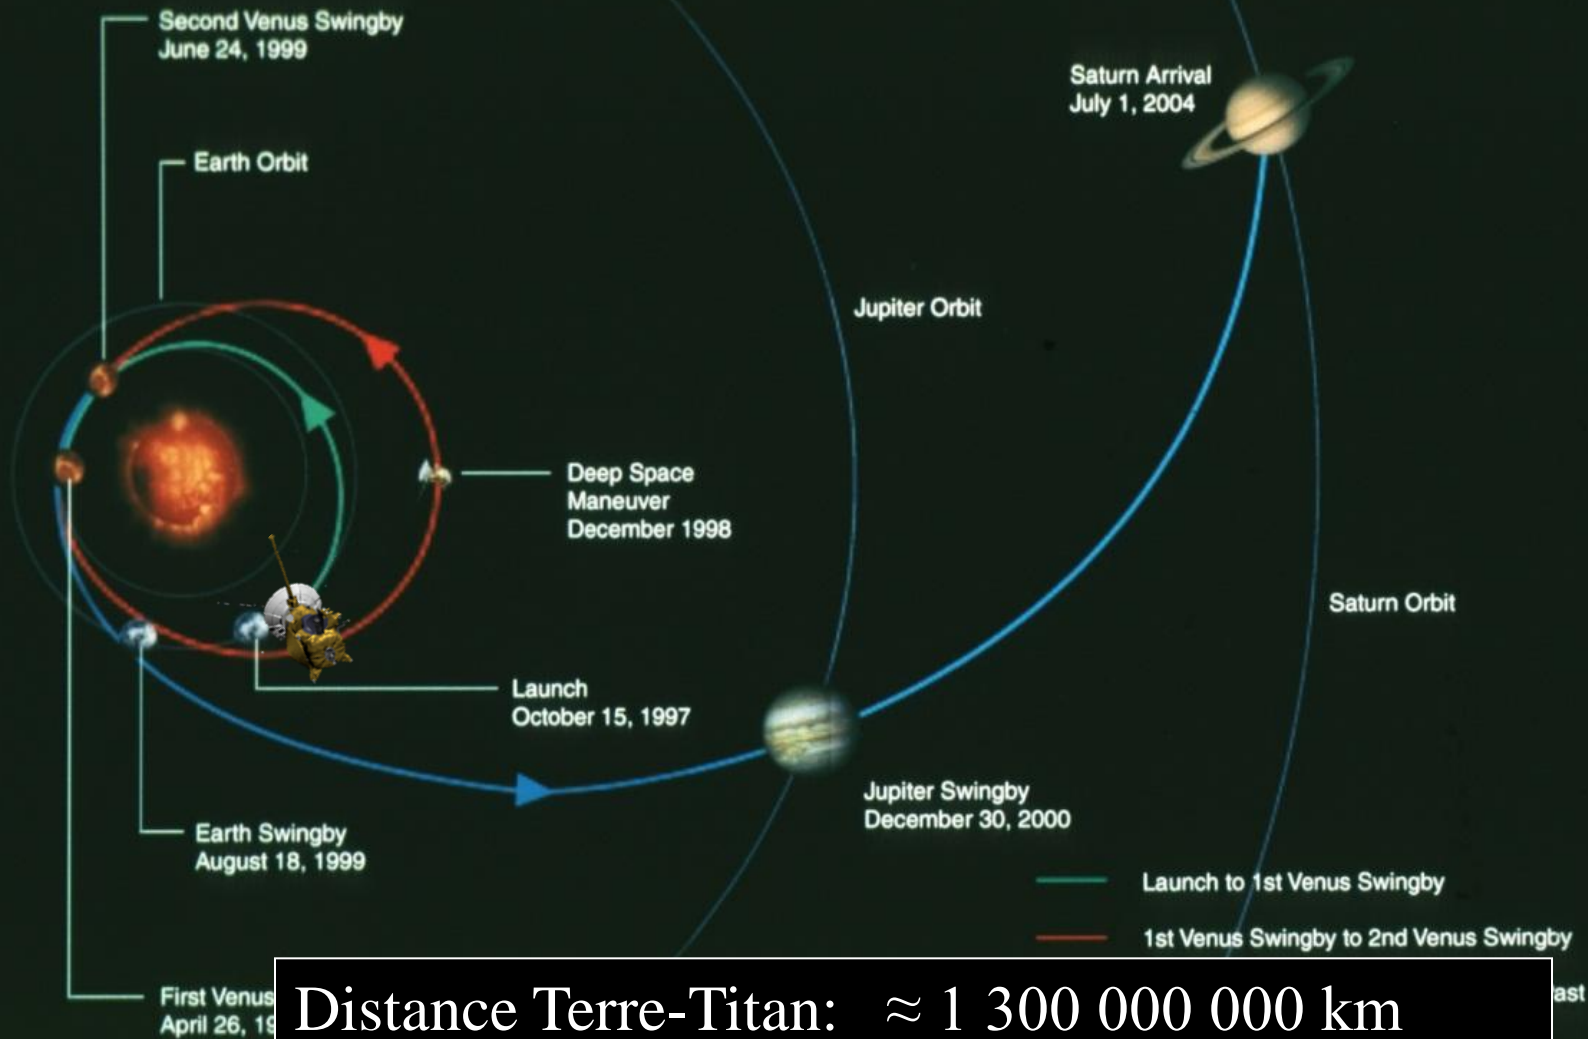 Second Venus Swingby
June 24, 1999
Earth Orbit
Saturn Arrival
July 1, 2004
Jupiter Orbit
Deep Space
Maneuver
December 1998
Saturn Orbit
Launch
October 15, 1997
Jupiter Swingby
December 30, 2000
Earth Swingby
August 18, 1999
Launch to 1st Venus Swingby
1st Venus Swingby to 2nd Venus Swingby
First Venus
April 26, 19
Distance Terre-Titan: ≈ 1 300 000 000 km